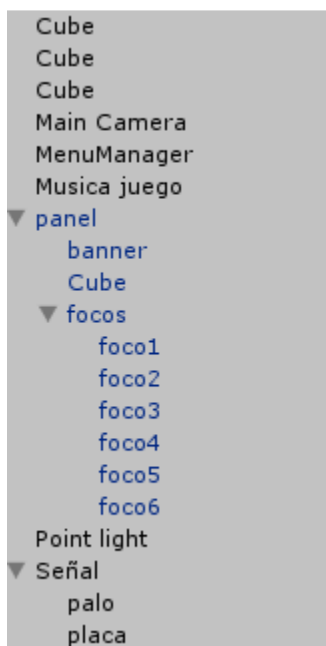 Cube
Cube
Cube
Main Camera
MenuManager
Musica juego
panel
banner
Cube
focos
foco1
foco2
foco3
foco4
foco5
foco6
Point light
Señal
palo
placa